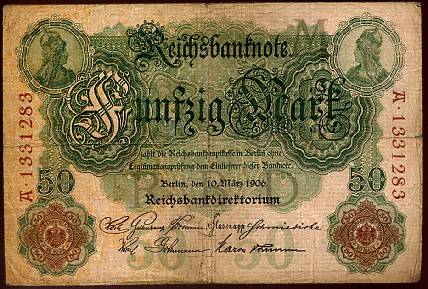 Reichsbanknote.
M
Fünfzig Mark
zahlt die Reichsbankhauptkasse in Berlin ohne
Legitimationsprüfung dem Einlieferer dieser Banknote.
Berlin, den 10. März 1906.
Reichsbankdirektorium
50
50
A·1331283
A·1331283